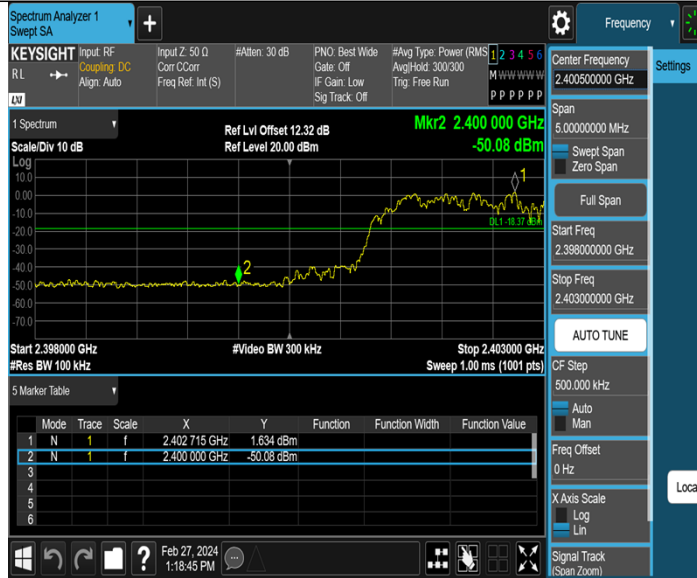 Spectrum Analyzer 1
Swept SA
Frequency
KEYSIGHT
RL
LXI
Input: RF
Coupling: DC
Align: Auto
Input Z: 50 Ω
Corr CCorr
Freq Ref: Int (S)
#Atten: 30 dB
PNO: Best Wide
Gate: Off
IF Gain: Low
Sig Track: Off
#Avg Type: Power (RMS
Avg|Hold: 300/300
Trig: Free Run
1 2 3 4 5 6
M W W W W W
P P P P P P
Center Frequency
2.400500000 GHz
Settings
1 Spectrum
Scale/Div 10 dB
Ref Lvl Offset 12.32 dB
Ref Level 20.00 dBm
Mkr2 2.400 000 GHz
-50.08 dBm
Span
5.00000000 MHz
Swept Span
Zero Span
Full Span
Log
10.0
0.00
-10.0
-20.0
-30.0
-40.0
-50.0
-60.0
-70.0
1
2
DL1 -18.37 dBm
Start Freq
2.398000000 GHz
Stop Freq
2.403000000 GHz
AUTO TUNE
Start 2.398000 GHz
#Res BW 100 kHz
#Video BW 300 kHz
Stop 2.403000 GHz
Sweep 1.00 ms (1001 pts)
CF Step
500.000 kHz
Auto
Man
Freq Offset
0 Hz
X Axis Scale
Log
Lin
Signal Track
(Span Zoom)
Loca
5 Marker Table
Mode Trace Scale X Y Function Function Width Function Value
1 N 1 f 2.402 715 GHz 1.634 dBm
2 N 1 f 2.400 000 GHz -50.08 dBm
3
4
5
6
?
Feb 27, 2024
1:18:45 PM